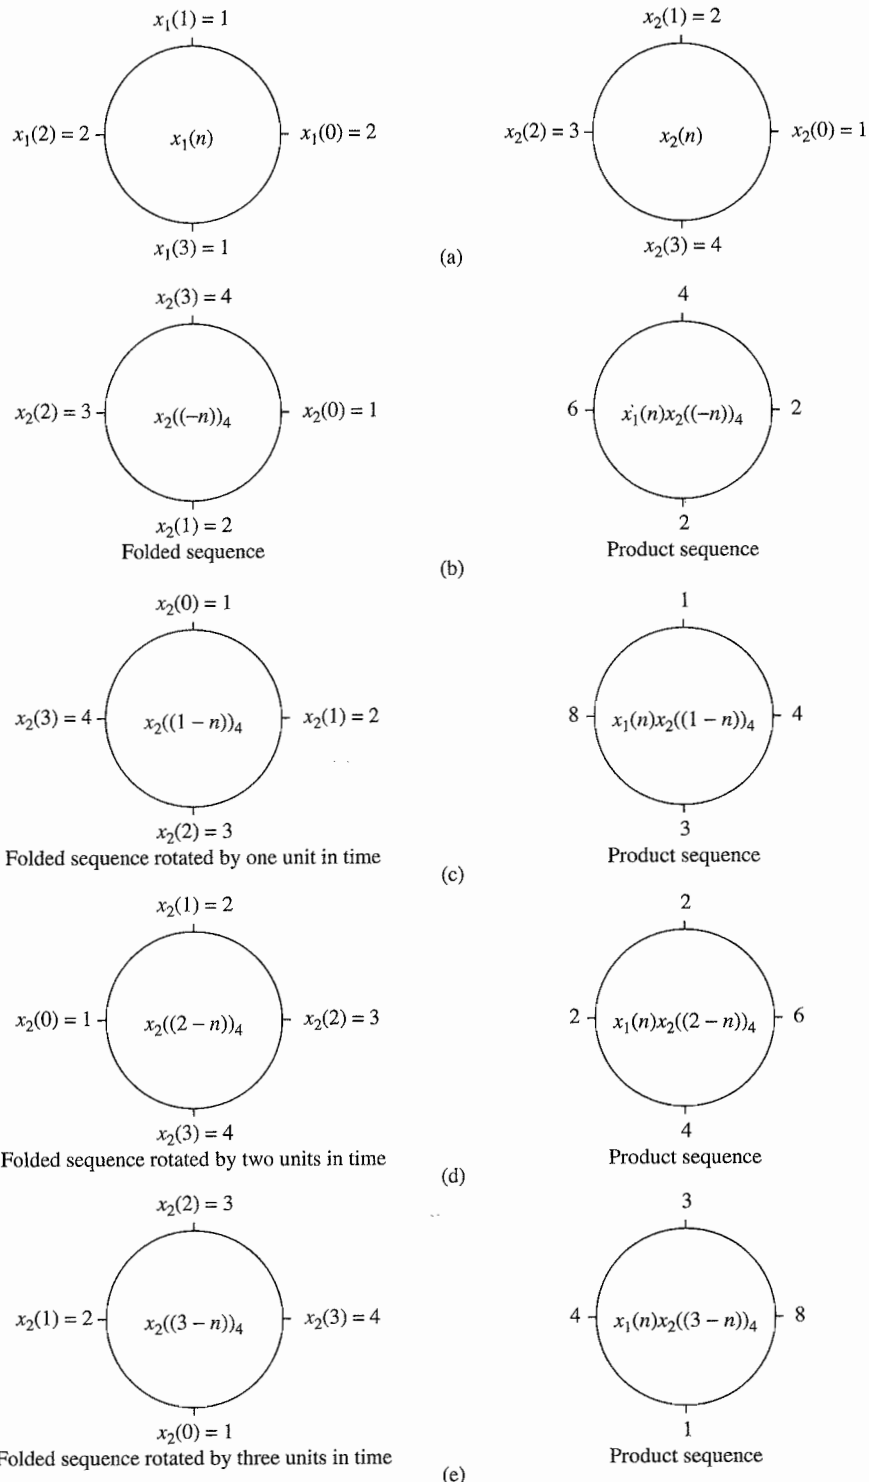 x₁(1) = 1
x₂(1) = 2
x₁(2) = 2
x₁(n)
x₁(0) = 2
x₂(2) = 3
x₂(n)
x₂(0) = 1
x₁(3) = 1
x₂(3) = 4
(a)
x₂(3) = 4
4
x₂(2) = 3
x₂((−n))₄
x₂(0) = 1
6
x₁(n)x₂((−n))₄
2
x₂(1) = 2
2
Folded sequence
Product sequence
(b)
x₂(0) = 1
1
x₂(3) = 4
x₂((1 − n))₄
x₂(1) = 2
8
x₁(n)x₂((1 − n))₄
4
x₂(2) = 3
3
Folded sequence rotated by one unit in time
Product sequence
(c)
x₂(1) = 2
2
x₂(0) = 1
x₂((2 − n))₄
x₂(2) = 3
2
x₁(n)x₂((2 − n))₄
6
x₂(3) = 4
4
Folded sequence rotated by two units in time
Product sequence
(d)
x₂(2) = 3
3
x₂(1) = 2
x₂((3 − n))₄
x₂(3) = 4
4
x₁(n)x₂((3 − n))₄
8
x₂(0) = 1
1
Folded sequence rotated by three units in time
Product sequence
(e)